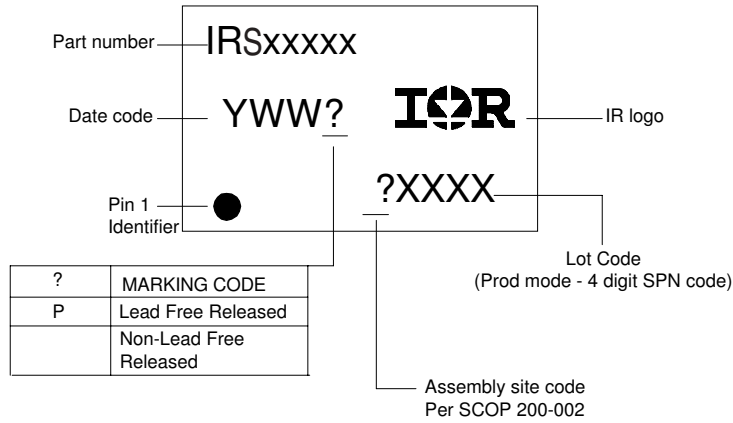 Part number
IRSxxxxx
Date code
YWW?
IOR
IR logo
?XXXX
Pin 1
Identifier
Lot Code
(Prod mode - 4 digit SPN code)
? MARKING CODE
P Lead Free Released
Non-Lead Free
Released
Assembly site code
Per SCOP 200-002